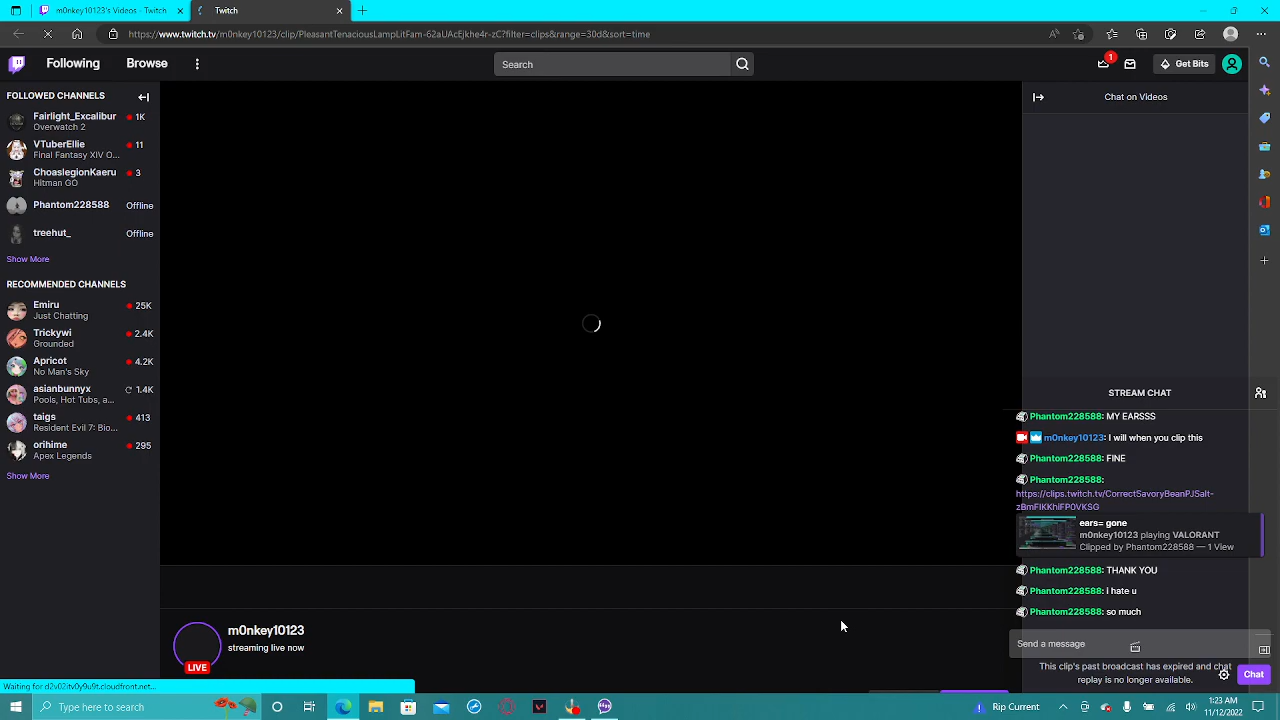 m0nkey10123's Videos - Twitch
Twitch
https://www.twitch.tv/m0nkey10123/clip/PleasantTenaciousLampLitFam-62aUAcEjkhe4r-zC?filter=clips&range=30d&sort=time
Following
Browse
Search
1
Get Bits
FOLLOWED CHANNELS
Fairlight_Excalibur
1K
Overwatch 2
VTuberEllie
11
Final Fantasy XIV O...
ChoaslegionKaeru
3
Hitman GO
Phantom228588
Offline
treehut_
Offline
Show More
RECOMMENDED CHANNELS
Emiru
25K
Just Chatting
Trickywi
2.4K
Grounded
Apricot
4.2K
No Man's Sky
asianbunnyx
1.4K
Pools, Hot Tubs, a...
taigs
413
Resident Evil 7: Bio...
orihime
295
Apex Legends
Show More
m0nkey10123
streaming live now
LIVE
Chat on Videos
STREAM CHAT
Phantom228588: MY EARSSS
m0nkey10123: I will when you clip this
Phantom228588: FINE
Phantom228588:
https://clips.twitch.tv/CorrectSavoryBeanPJSalt-
zBmFIKKhiFP0VKSG
ears= gone
m0nkey10123 playing VALORANT
Clipped by Phantom228588 — 1 View
Phantom228588: THANK YOU
Phantom228588: i hate u
Phantom228588: so much
Send a message
This clip's past broadcast has expired and chat
replay is no longer available.
Chat
Waiting for d2v02itv0y9u9t.cloudfront.net...
Type here to search
Rip Current
1:23 AM
11/12/2022